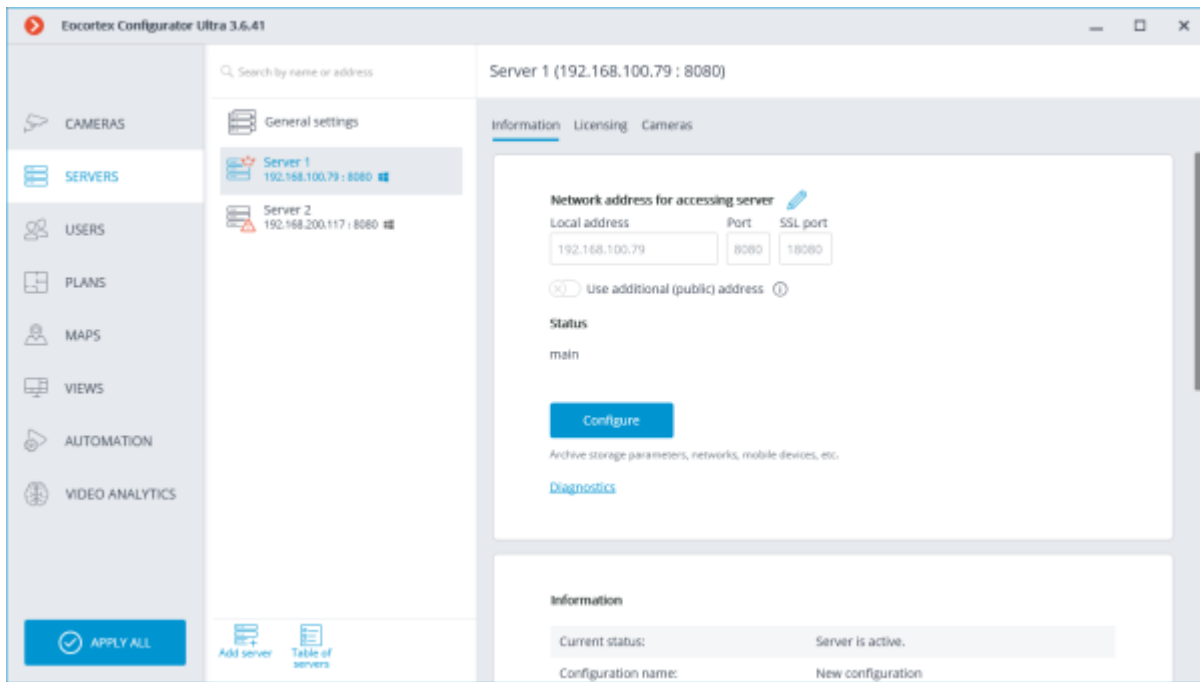 Eocortex Configurator Ultra 3.6.41
CAMERAS
SERVERS
USERS
PLANS
MAPS
VIEWS
AUTOMATION
VIDEO ANALYTICS
APPLY ALL
Search by name or address
General settings
Server 1
192.168.100.79 : 8080
Server 2
192.168.200.117 : 8080
Add server
Table of
servers
Server 1 (192.168.100.79 : 8080)
Information Licensing Cameras
Network address for accessing server
Local address Port SSL port
192.168.100.79 8080 18080
Use additional (public) address
Status
main
Configure
Archive storage parameters, networks, mobile devices, etc.
Diagnostics
Information
Current status: Server is active.
Configuration name: New configuration